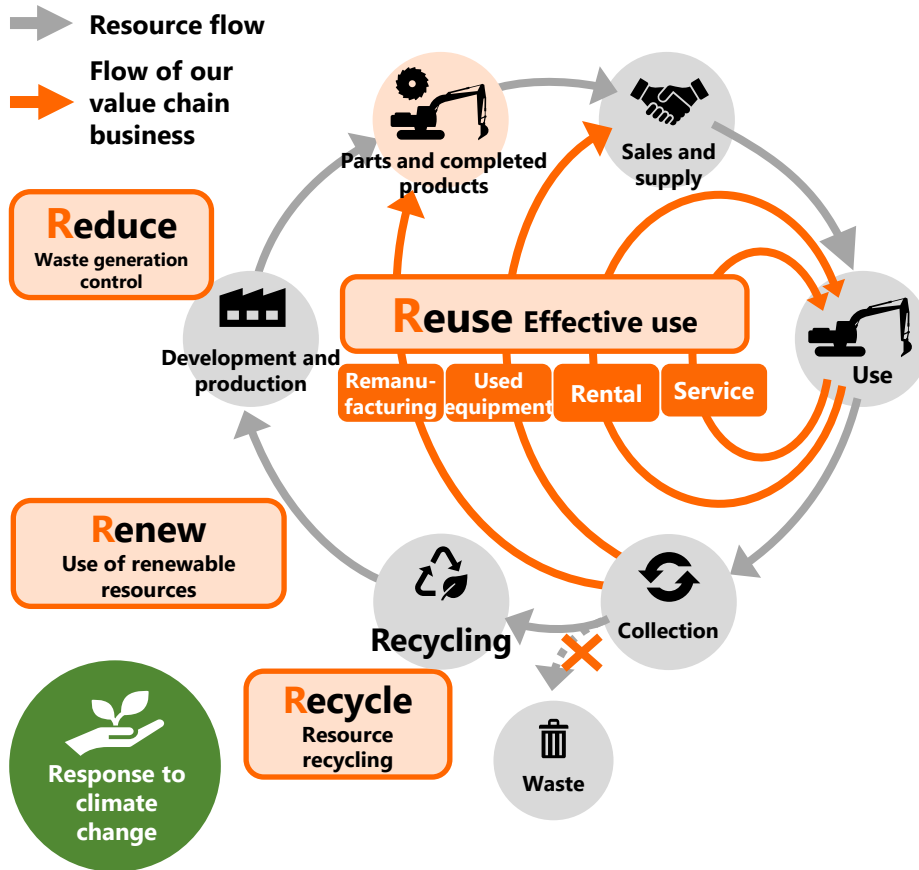 Resource flow
Flow of our
value chain
business
Parts and completed
products
Sales and
supply
Reduce
Waste generation
control
Development and
production
Reuse Effective use
Remanu-
facturing
Used
equipment
Rental
Service
Use
Renew
Use of renewable
resources
Recycling
Collection
Recycle
Resource
recycling
Waste
Response to
climate
change